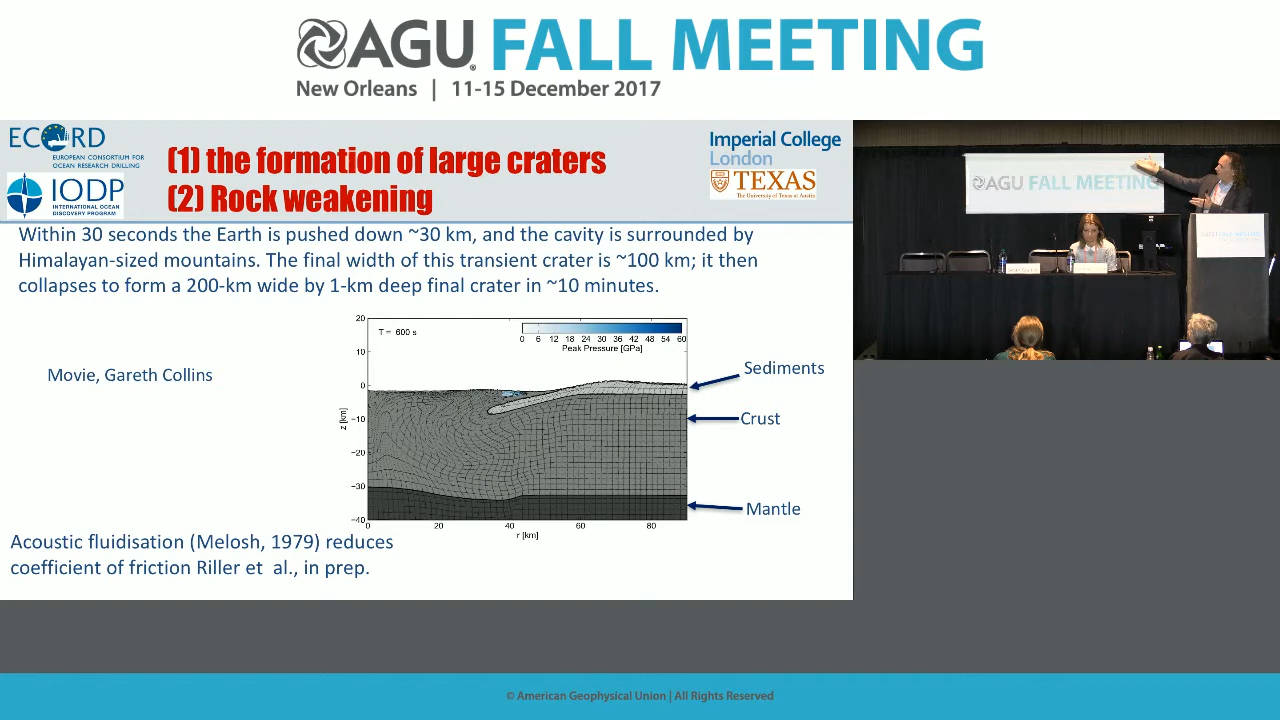 AGU FALL MEETING
New Orleans | 11-15 December 2017
ECORD
EUROPEAN CONSORTIUM FOR
OCEAN RESEARCH DRILLING
IODP
INTERNATIONAL OCEAN
DISCOVERY PROGRAM
(1) the formation of large craters
(2) Rock weakening
Imperial College
London
TEXAS
The University of Texas at Austin
Within 30 seconds the Earth is pushed down ~30 km, and the cavity is surrounded by
Himalayan-sized mountains. The final width of this transient crater is ~100 km; it then
collapses to form a 200-km wide by 1-km deep final crater in ~10 minutes.
T = 600 s
0 6 12 18 24 30 36 42 48 54 60
Peak Pressure [GPa]
20
10
0
−10
−20
−30
−40
z [km]
0 20 40 60 80
r [km]
Movie, Gareth Collins
Sediments
Crust
Mantle
Acoustic fluidisation (Melosh, 1979) reduces
coefficient of friction Riller et al., in prep.
AGU FALL MEETING
AGU FALL MEETING
© American Geophysical Union | All Rights Reserved